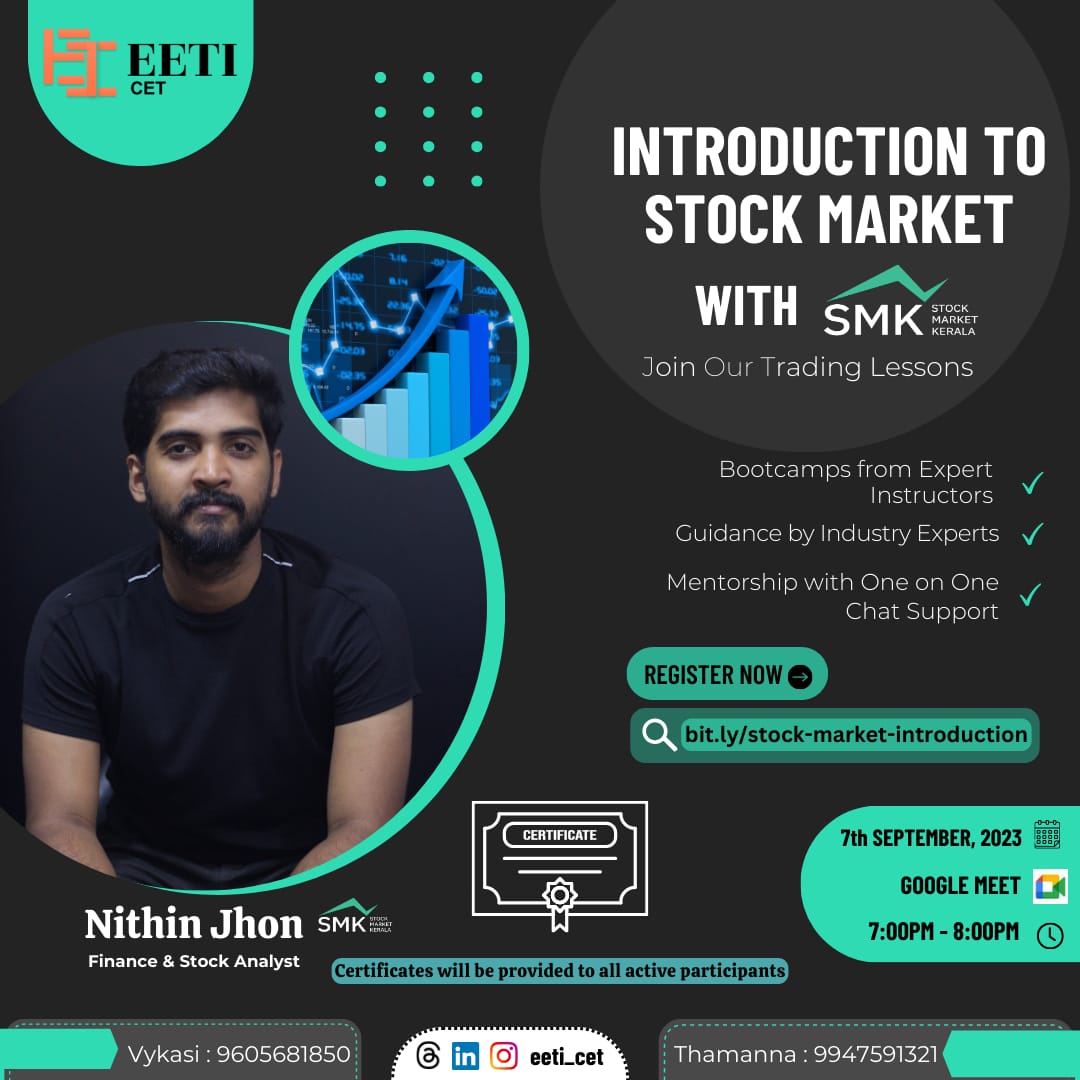 EETI
CET
INTRODUCTION TO
STOCK MARKET
WITH SMK STOCK
MARKET
KERALA
Join Our Trading Lessons
Bootcamps from Expert
Instructors
Guidance by Industry Experts
Mentorship with One on One
Chat Support
REGISTER NOW
bit.ly/stock-market-introduction
CERTIFICATE
7th SEPTEMBER, 2023
GOOGLE MEET
7:00PM - 8:00PM
Nithin Jhon SMK STOCK
MARKET
KERALA
Finance & Stock Analyst
Certificates will be provided to all active participants
Vykasi : 9605681850
eeti_cet
Thamanna : 9947591321